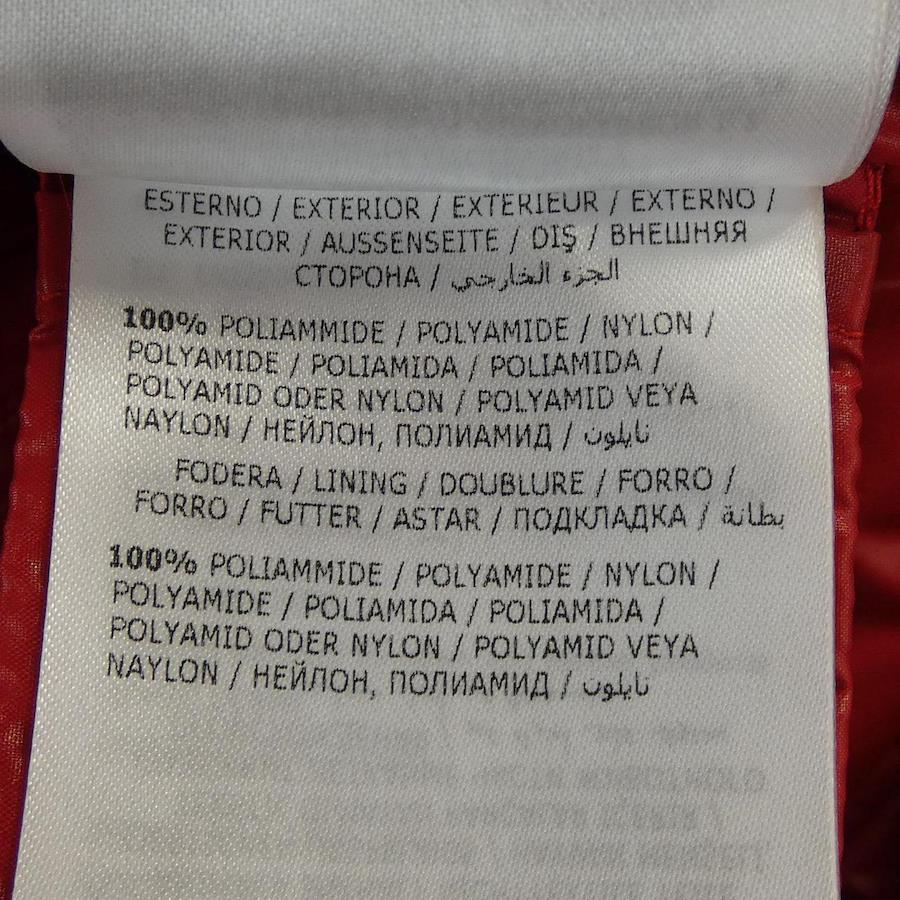 ESTERNO / EXTERIOR / EXTERIEUR / EXTERNO /
EXTERIOR / AUSSENSEITE / DIŞ / ВНЕШНЯЯ
СТОРОНА / الجزء الخارجي
100% POLIAMMIDE / POLYAMIDE / NYLON /
POLYAMIDE / POLIAMIDA / POLIAMIDA /
POLYAMID ODER NYLON / POLYAMID VEYA
NAYLON / НЕЙЛОН, ПОЛИАМИД / نايلون
FODERA / LINING / DOUBLURE / FORRO /
FORRO / FUTTER / ASTAR / ПОДКЛАДКА / بطانة
100% POLIAMMIDE / POLYAMIDE / NYLON /
POLYAMIDE / POLIAMIDA / POLIAMIDA /
POLYAMID ODER NYLON / POLYAMID VEYA
NAYLON / НЕЙЛОН, ПОЛИАМИД / نايلون